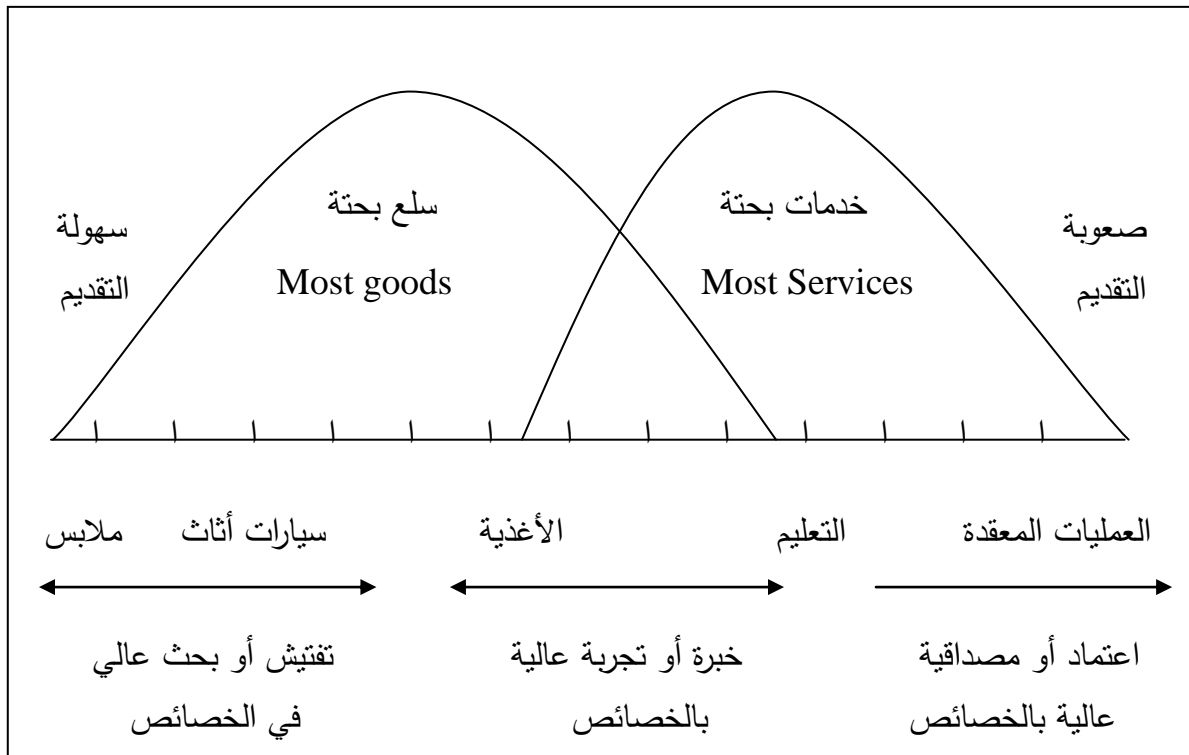 سلع بحتة
Most goods
خدمات بحتة
Most Services
صعوبة
التقديم
سهولة
التقديم
العمليات المعقدة
التعليم
الأغذية
سيارات أثاث
ملابس
اعتماد أو مصداقية
عالية بالخصائص
خبرة أو تجربة عالية
بالخصائص
تفتيش أو بحث عالي
في الخصائص